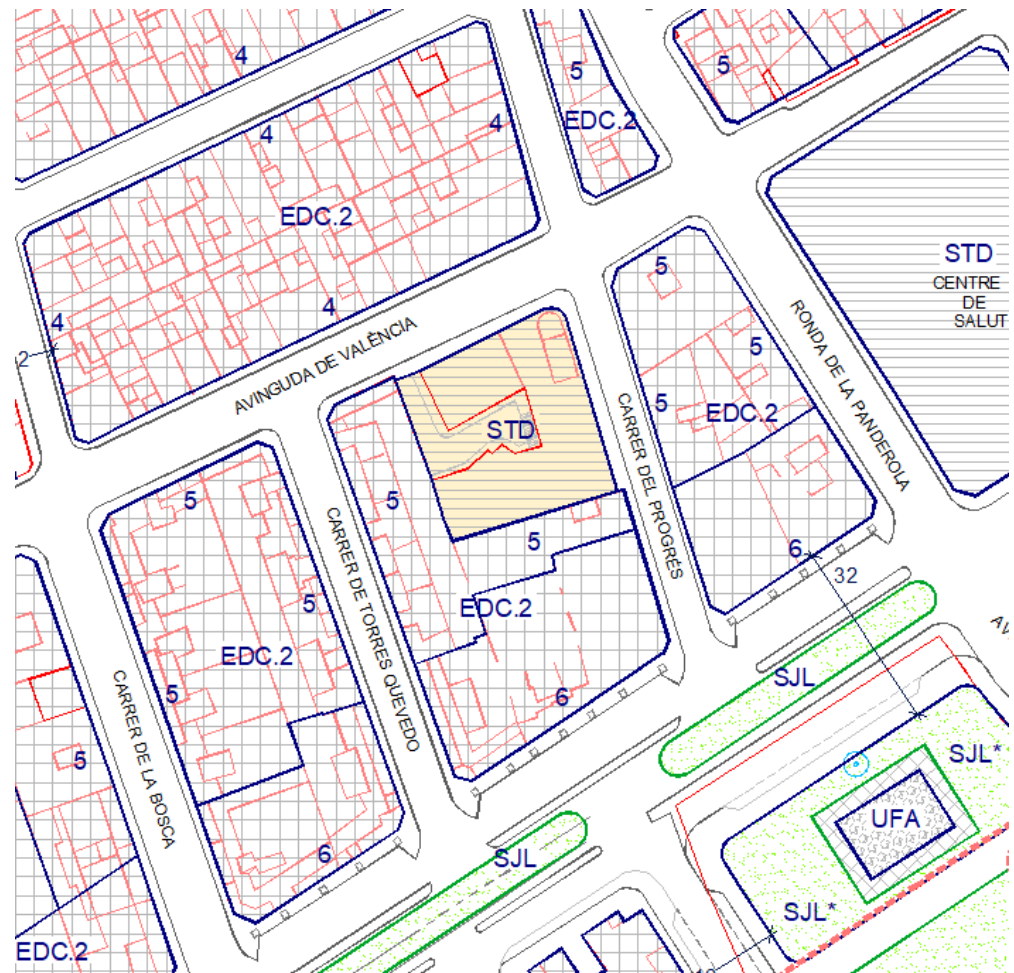 4
5
4
4
EDC.2
EDC.2
5
STD
CENTRE
DE
SALUT
5
4
4
2
AVINGUDA DE VALÈNCIA
RONDA DE LA PANDEROLA
5
5
EDC.2
STD
CARRER DEL PROGRÉS
5
5
CARRER DE TORRES QUEVEDO
5
6
32
5
EDC.2
EDC.2
AV
CARRER DE LA BOSCA
5
5
6
SJL
SJL*
UFA
6
SJL
SJL*
EDC.2